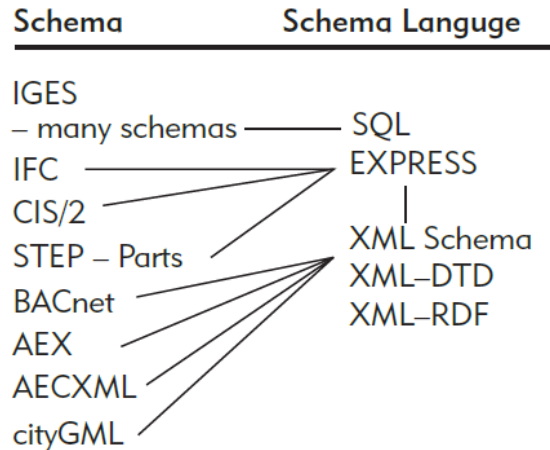 Schema Schema Languge
IGES
– many schemas SQL
IFC EXPRESS
CIS/2
STEP – Parts XML Schema
BACnet XML–DTD
AEX XML–RDF
AECXML
cityGML